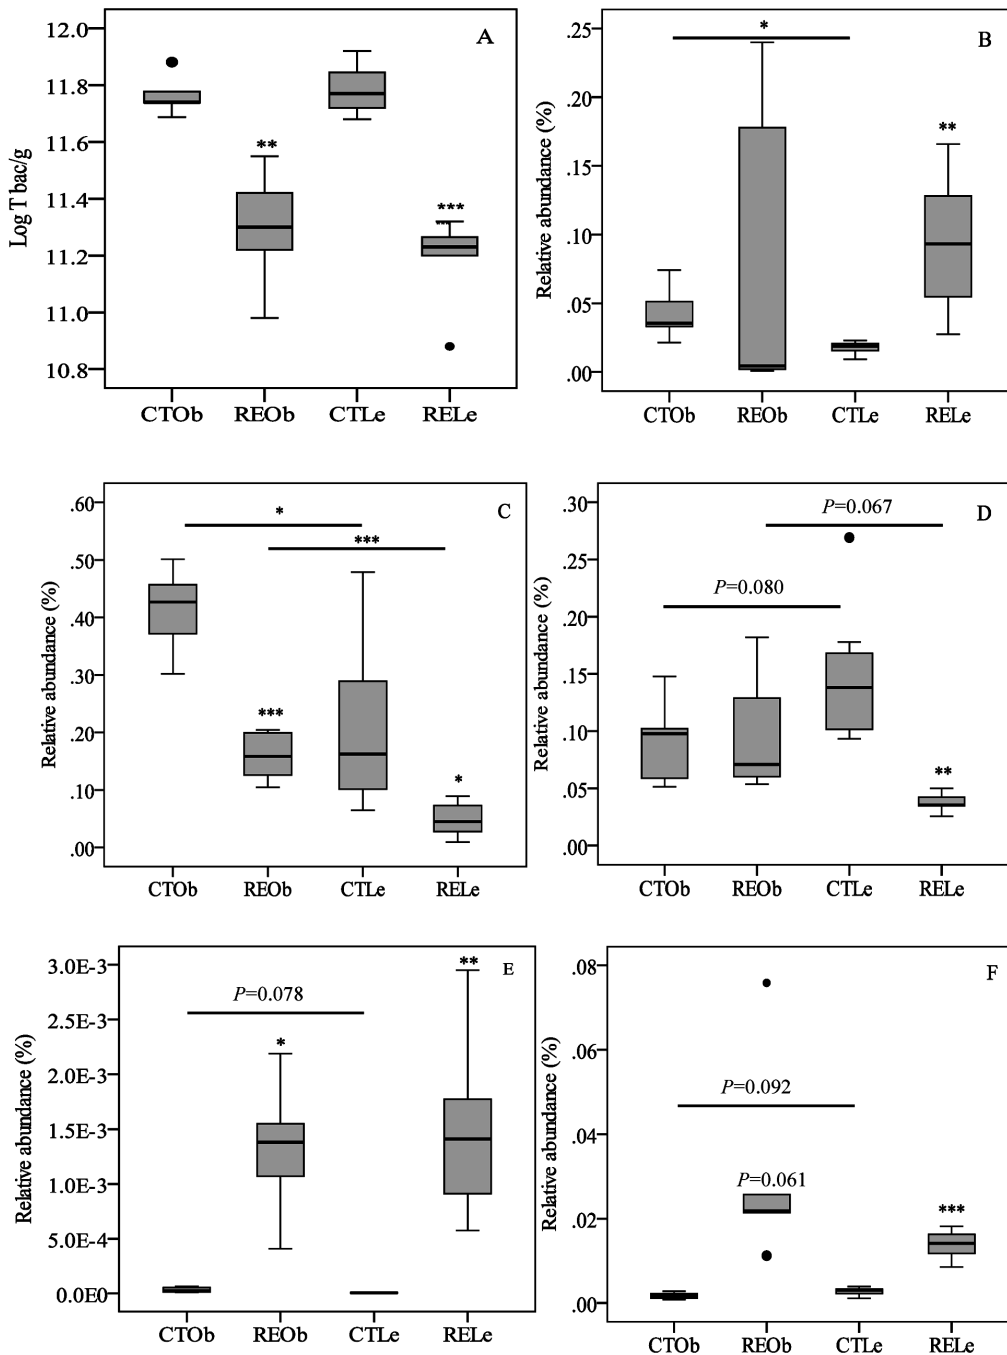 A
Log T bac/g
12.0
11.8
11.6
11.4
11.2
11.0
10.8
**
***
CTOb REOb CTLe RELe
B
Relative abundance (%)
.25
.20
.15
.10
.05
.00
*
**
CTOb REOb CTLe RELe
C
Relative abundance (%)
.60
.50
.40
.30
.20
.10
.00
*
***
***
*
CTOb REOb CTLe RELe
D
Relative abundance (%)
.30
.25
.20
.15
.10
.05
.00
P=0.067
P=0.080
**
CTOb REOb CTLe RELe
E
Relative abundance (%)
3.0E-3
2.5E-3
2.0E-3
1.5E-3
1.0E-3
5.0E-4
0.0E0
**
P=0.078
*
CTOb REOb CTLe RELe
F
Relative abundance (%)
.08
.06
.04
.02
.00
P=0.092
P=0.061
***
CTOb REOb CTLe RELe